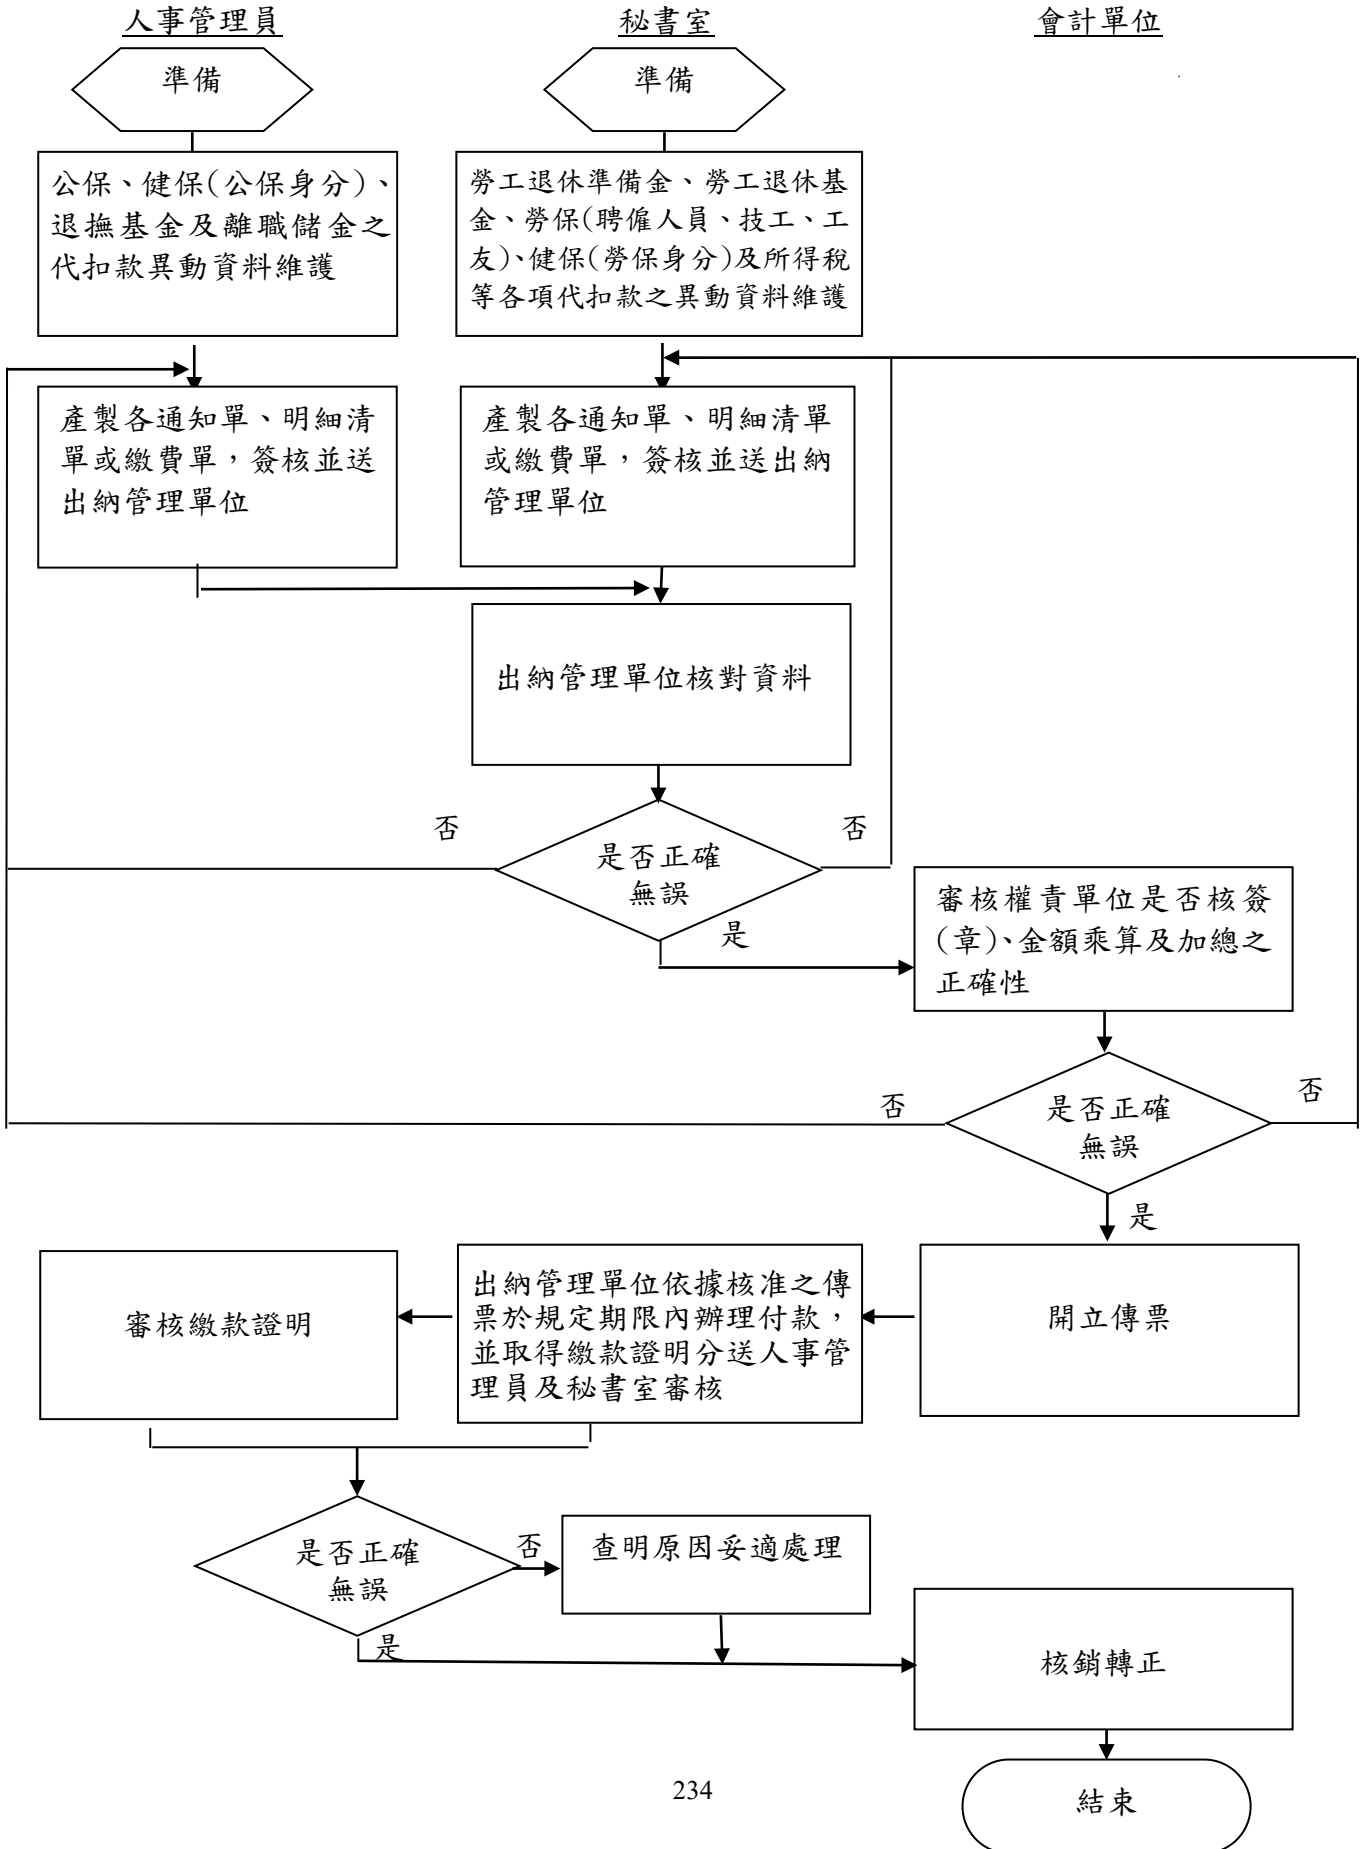 人事管理員
秘書室
會計單位
準備
準備
公保、健保(公保身分)、
退撫基金及離職儲金之
代扣款異動資料維護
勞工退休準備金、勞工退休基
金、勞保(聘僱人員、技工、工
友)、健保(勞保身分)及所得稅
等各項代扣款之異動資料維護
產製各通知單、明細清
單或繳費單，簽核並送
出納管理單位
產製各通知單、明細清單
或繳費單，簽核並送出納
管理單位
出納管理單位核對資料
否
否
是否正確
無誤
是
審核權責單位是否核簽
(章)、金額乘算及加總之
正確性
否
否
是否正確
無誤
是
審核繳款證明
出納管理單位依據核准之傳
票於規定期限內辦理付款，
並取得繳款證明分送人事管
理員及秘書室審核
開立傳票
是否正確
無誤
否
查明原因妥適處理
是
核銷轉正
234
結束